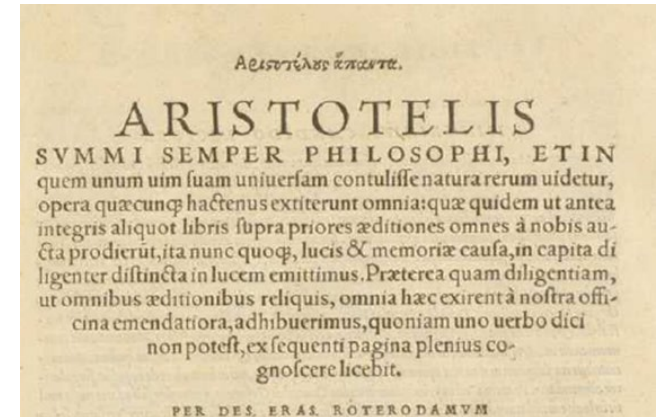 Ἀριστοτέλους ἅπαντα.
ARISTOTELIS
SVMMI SEMPER PHILOSOPHI, ET IN
quem unum uim ſuam uniuerſam contuliſſe natura rerum uidetur,
opera quæcunꝙ hactenus extiterunt omnia: quæ quidem ut antea
integris aliquot libris ſupra priores æditiones omnes à nobis au-
cta prodierūt, ita nunc quoꝙ, lucis & memoriæ cauſa, in capita di
ligenter diſtincta in lucem emittimus. Præterea quam diligentiam,
ut omnibus æditionibus reliquis, omnia hæc exirent à noſtra offi-
cina emendatiora, adhibuerimus, quoniam uno uerbo dici
non poteſt, ex ſequenti pagina plenius co-
gnoſcere licebit.
PER DES. ERAS. ROTERODAMVM